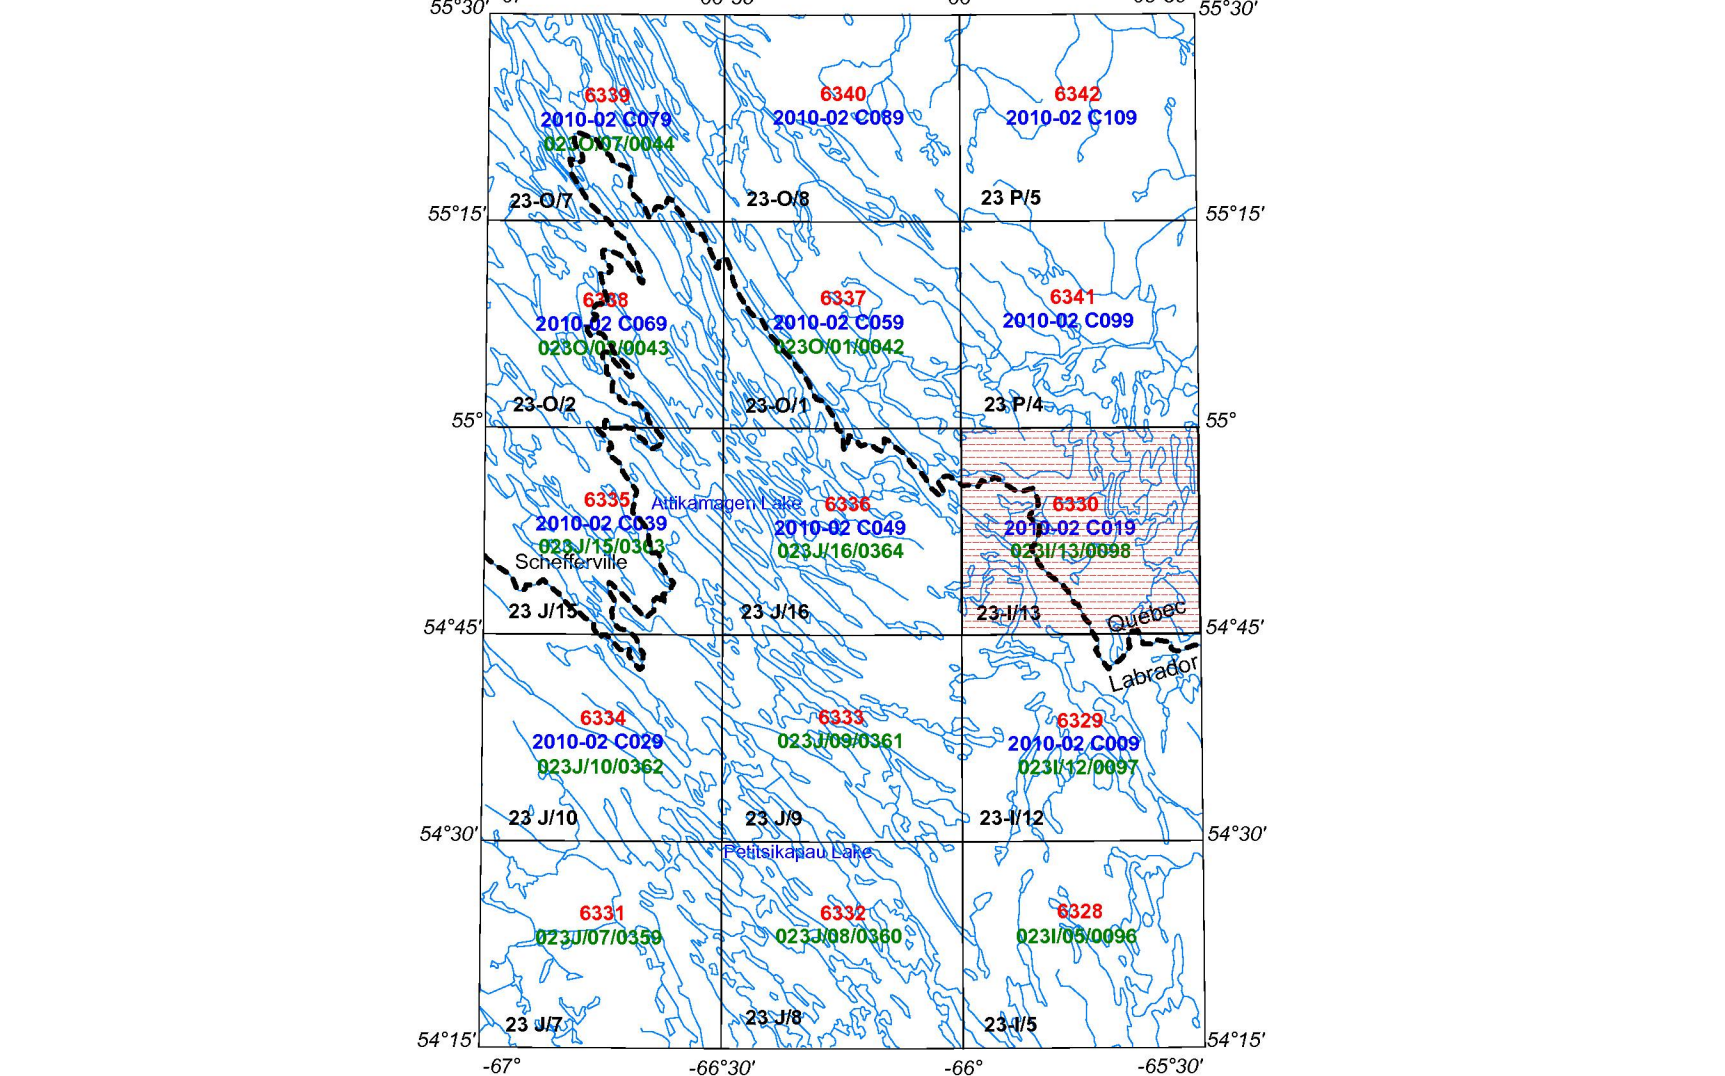 55°30'
55°30'
6339
2010-02 C079
023O/07/0044
23-O/7
6340
2010-02 C089
23-O/8
6342
2010-02 C109
23 P/5
55°15'
55°15'
6338
2010-02 C069
023O/02/0043
23-O/2
6337
2010-02 C059
023O/01/0042
23-O/1
6341
2010-02 C099
23 P/4
55°
55°
6335
2010-02 C039
023J/15/0363
Schefferville
23 J/15
Attikamagen Lake
6336
2010-02 C049
023J/16/0364
23 J/16
6330
2010-02 C019
023I/13/0098
23-I/13
Quebec
Labrador
54°45'
54°45'
6334
2010-02 C029
023J/10/0362
23 J/10
6333
023J/09/0361
23 J/9
6329
2010-02 C009
023I/12/0097
23-I/12
54°30'
54°30'
Petitsikapau Lake
6331
023J/07/0359
23 J/7
6332
023J/08/0360
23 J/8
6328
023I/05/0096
23-I/5
54°15'
54°15'
-67°
-66°30'
-66°
-65°30'